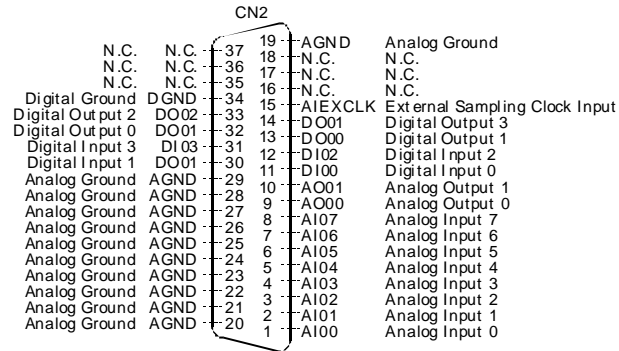 CN2
19 AGND Analog Ground
N.C. N.C. 37 18 N.C. N.C.
N.C. N.C. 36 17 N.C. N.C.
N.C. N.C. 35 16 N.C. N.C.
Digital Ground DGND 34 15 AIEXCLK External Sampling Clock Input
Digital Output 2 DO02 33 14 DO01 Digital Output 3
Digital Output 0 DO01 32 13 DO00 Digital Output 1
Digital Input 3 DI03 31 12 DI02 Digital Input 2
Digital Input 1 DO01 30 11 DI00 Digital Input 0
Analog Ground AGND 29 10 AO01 Analog Output 1
Analog Ground AGND 28 9 AO00 Analog Output 0
Analog Ground AGND 27 8 AI07 Analog Input 7
Analog Ground AGND 26 7 AI06 Analog Input 6
Analog Ground AGND 25 6 AI05 Analog Input 5
Analog Ground AGND 24 5 AI04 Analog Input 4
Analog Ground AGND 23 4 AI03 Analog Input 3
Analog Ground AGND 22 3 AI02 Analog Input 2
Analog Ground AGND 21 2 AI01 Analog Input 1
Analog Ground AGND 20 1 AI00 Analog Input 0